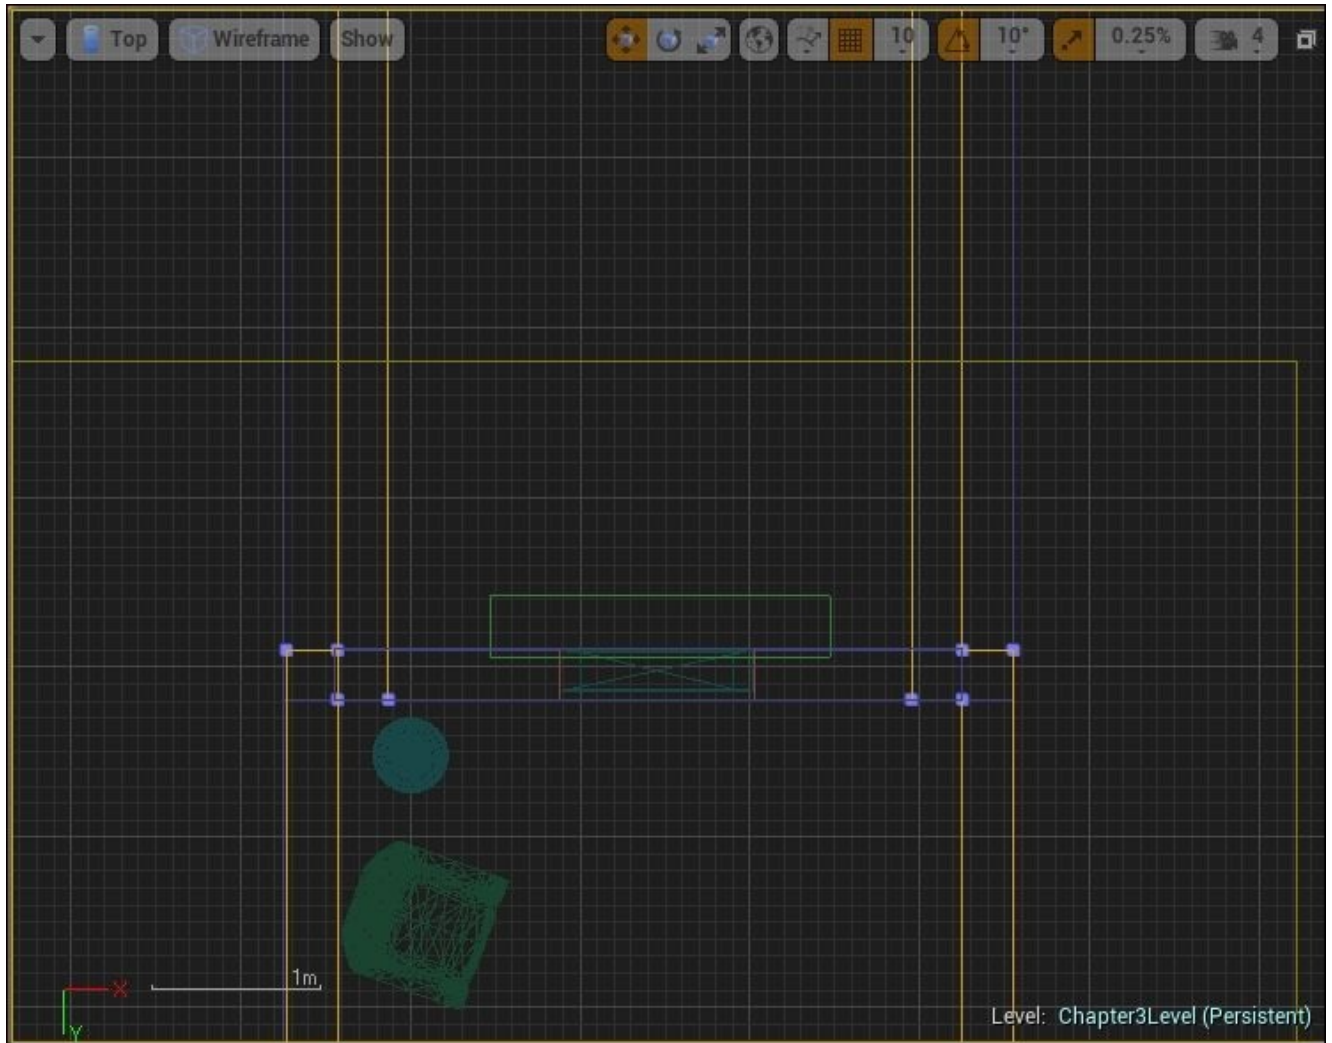 Top Wireframe Show 10 10° 0.25% 4
1m
X
Y
Level: Chapter3Level (Persistent)